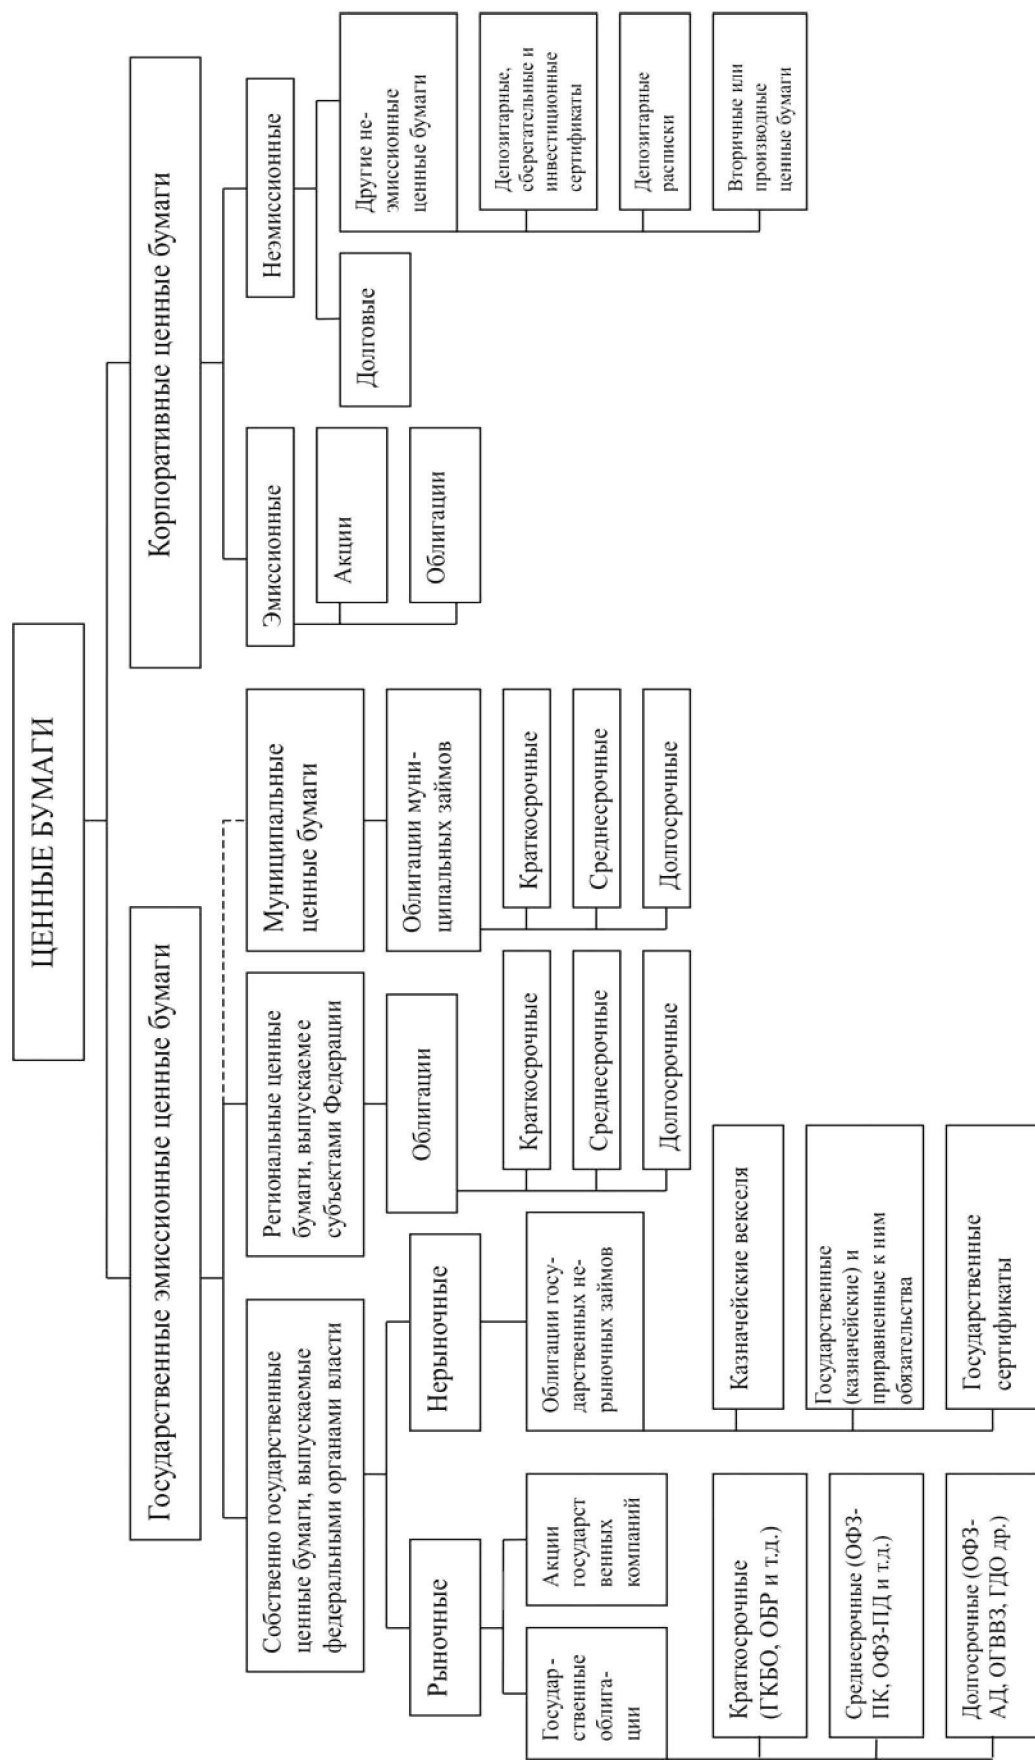 ЦЕННЫЕ БУМАГИ
Государственные эмиссионные ценные бумаги
Корпоративные ценные бумаги
Собственно государственные
ценные бумаги, выпускаемые
федеральными органами власти
Региональные ценные
бумаги, выпускаемее
субъектами Федерации
Муниципальные
ценные бумаги
Эмиссионные
Неэмиссионные
Рыночные
Нерыночные
Облигации
Облигации муни-
ципальных займов
Акции
Облигации
Долговые
Другие не-
эмиссионные
ценные бумаги
Государ-
ственные
облига-
ции
Акции
государст
венных
компаний
Облигации госу-
дарственных не-
рыночных займов
Краткосрочные
Среднесрочные
Долгосрочные
Краткосрочные
Среднесрочные
Долгосрочные
Депозитарные,
сберегательные и
инвестиционные
сертификаты
Депозитарные
расписки
Вторичные или
производные
ценные бумаги
Краткосрочные
(ГКБО, ОБР и т.д.)
Среднесрочные (ОФЗ-
ПК, ОФЗ-ПД и т.д.)
Долгосрочные (ОФЗ-
АД, ОГВВЗ, ГДО др.)
Казначейские векселя
Государственные
(казначейские) и
приравненные к ним
обязательства
Государственные
сертификаты